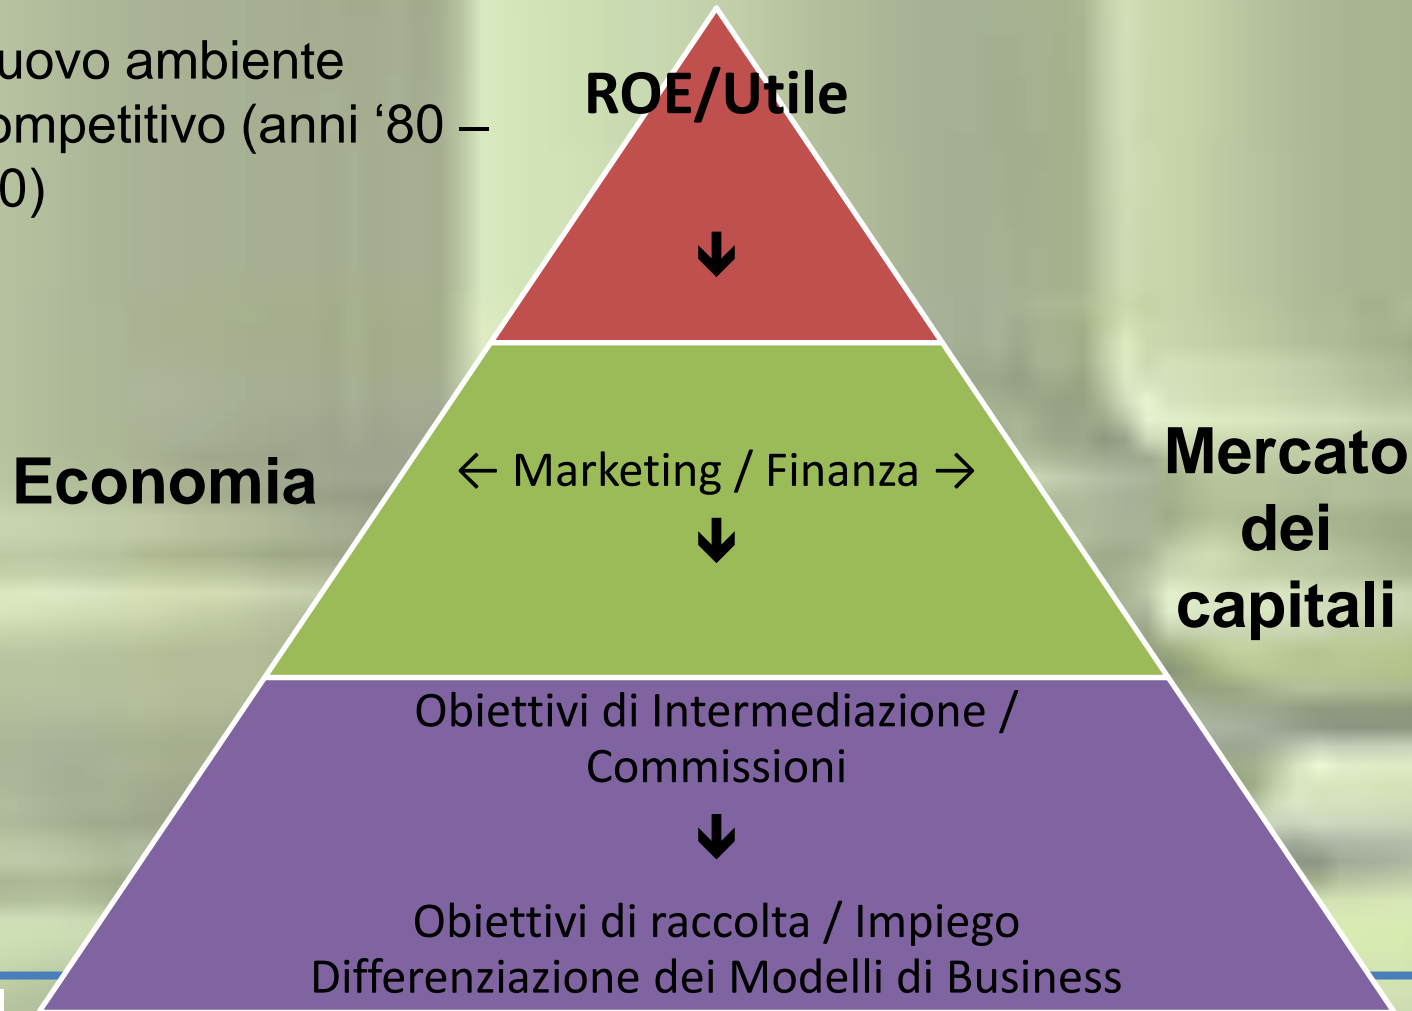 uovo ambiente
ompetitivo (anni ‘80 –
0)
ROE/Utile
Economia
← Marketing / Finanza →
Mercato
dei
capitali
Obiettivi di Intermediazione /
Commissioni
Obiettivi di raccolta / Impiego
Differenziazione dei Modelli di Business